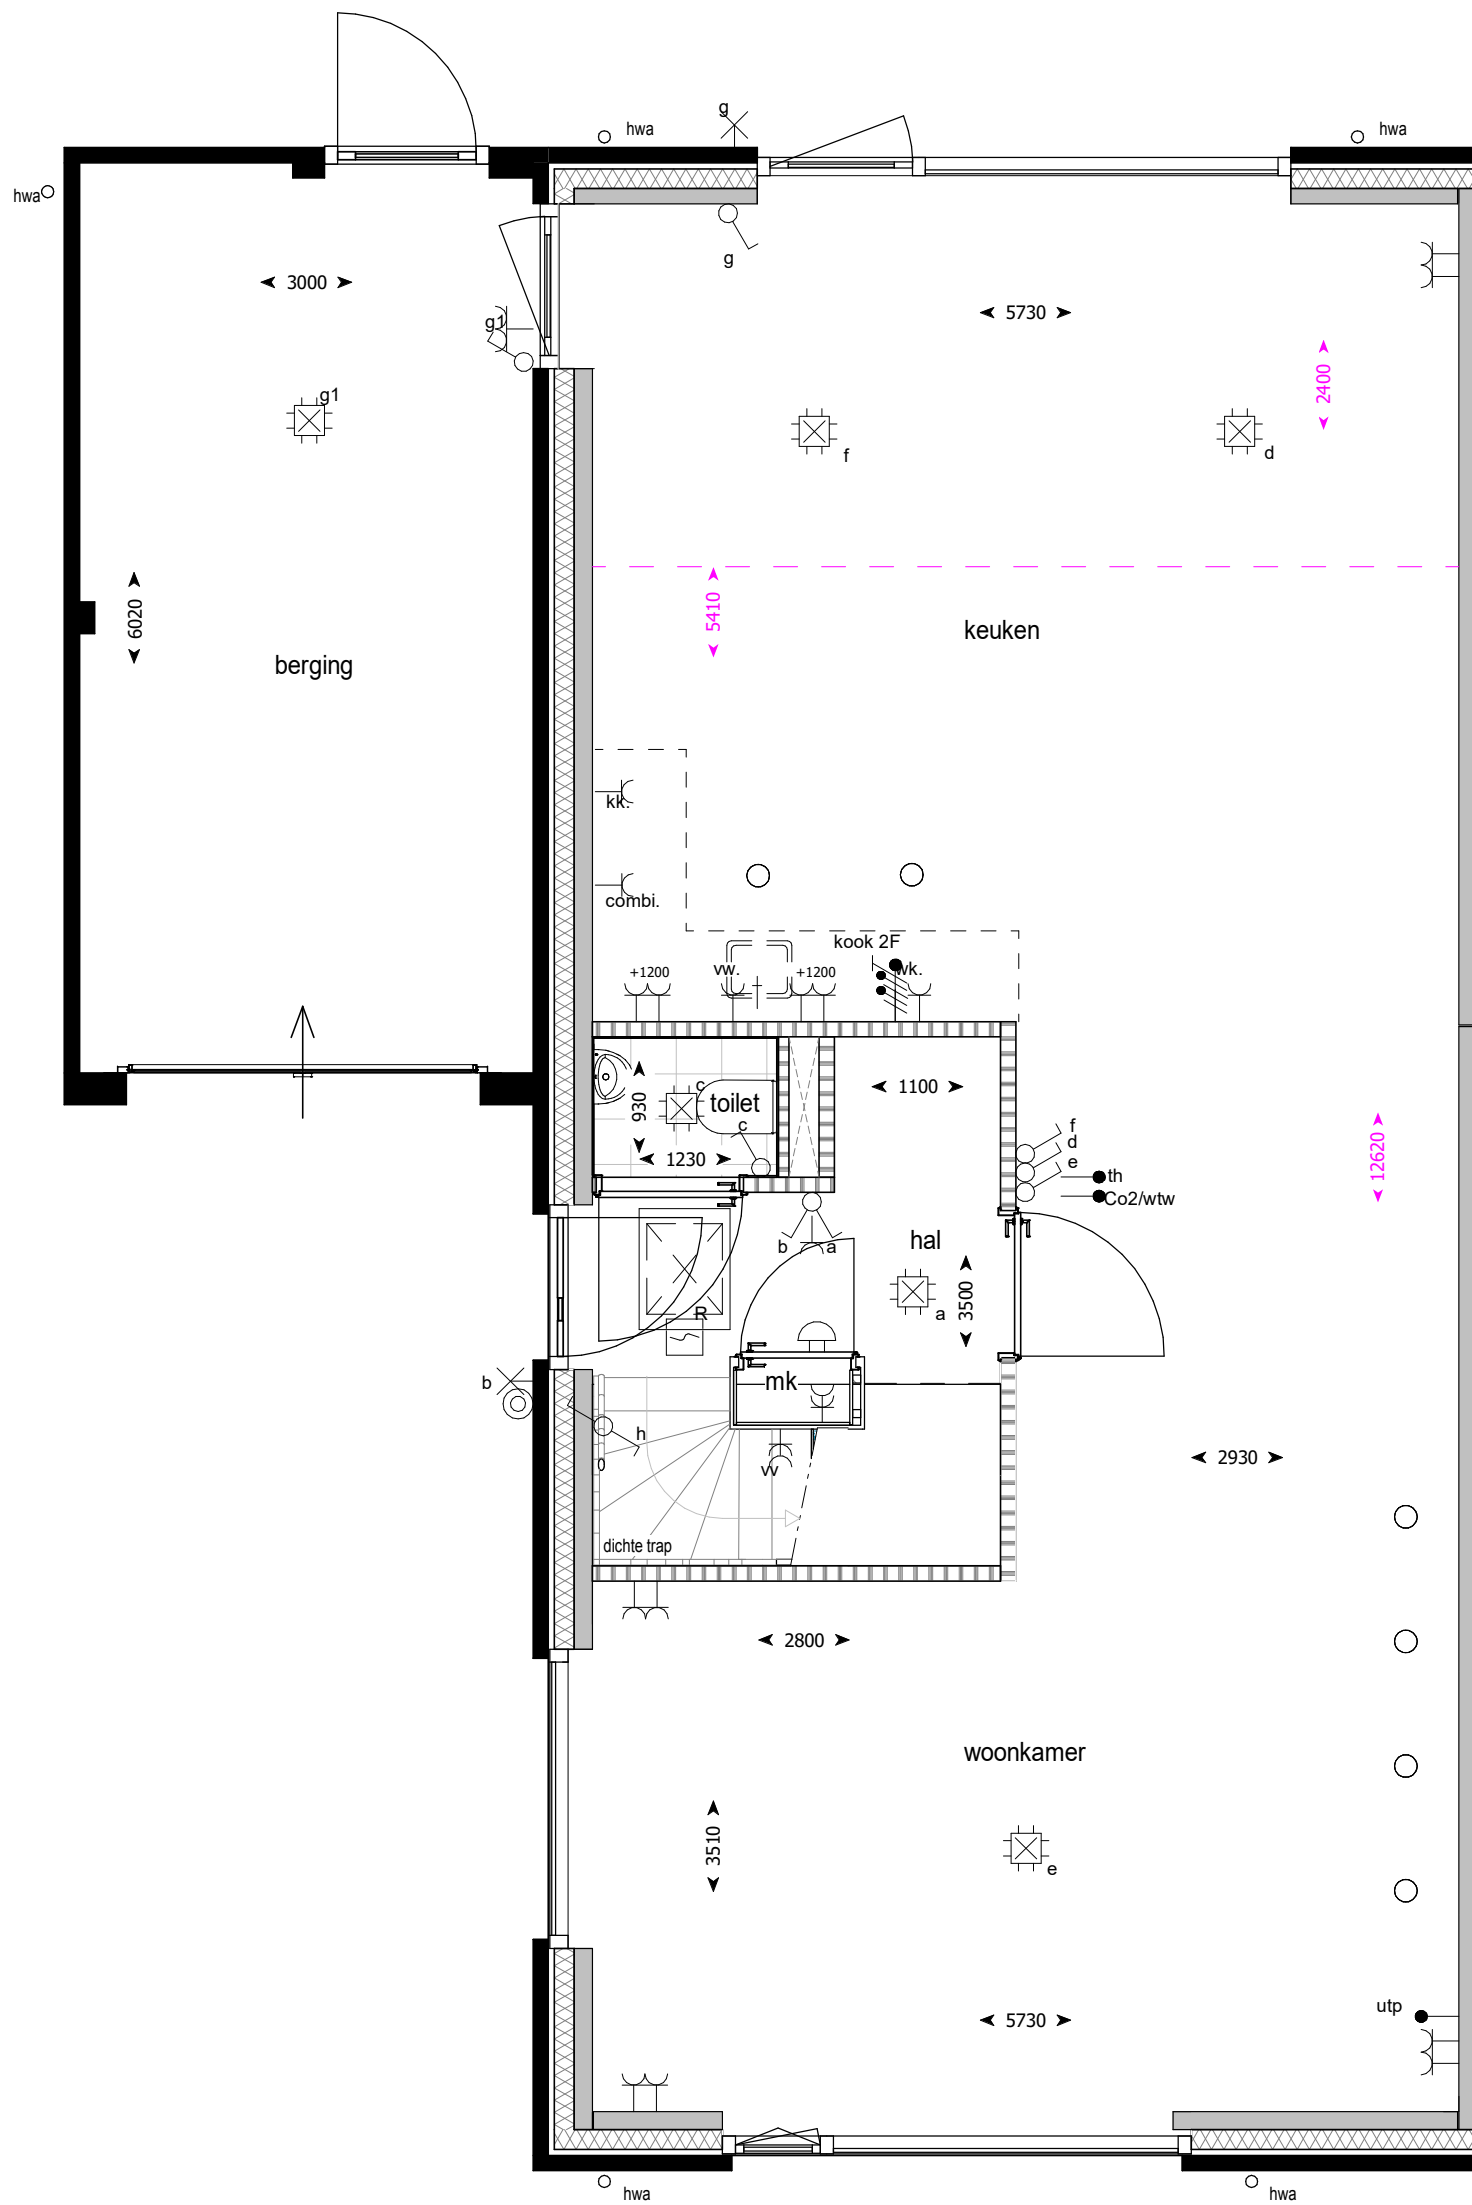 g
hwa
hwa
hwa
g
3000
5730
g1
2400
g1
f
d
5410
6020
keuken
berging
kk.
combi.
kook 2F
+1200
vw.
+1200
wk.
c
toilet
1100
930
c
1230
f
d
e
th
Co2/wtw
12620
hal
b
a
3500
R
a
mk
b
h
0
vv
2930
dichte trap
2800
woonkamer
3510
e
utp
5730
hwa
hwa